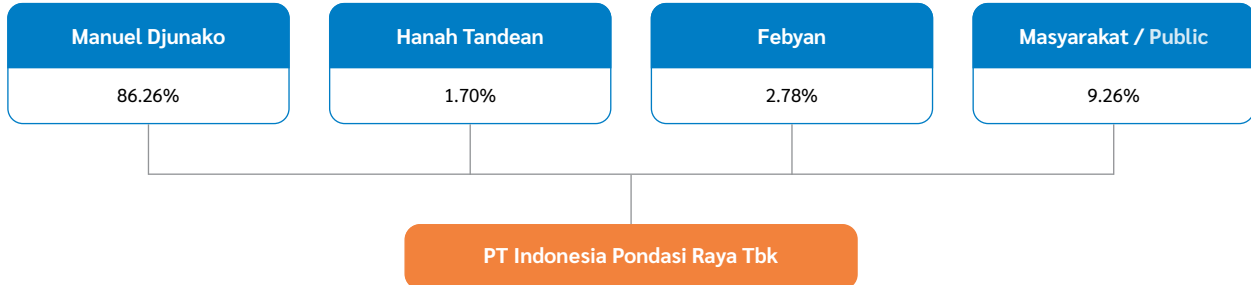 Manuel Djunako
86.26%
Hanah Tandean
1.70%
Febyan
2.78%
Masyarakat / Public
9.26%
PT Indonesia Pondasi Raya Tbk